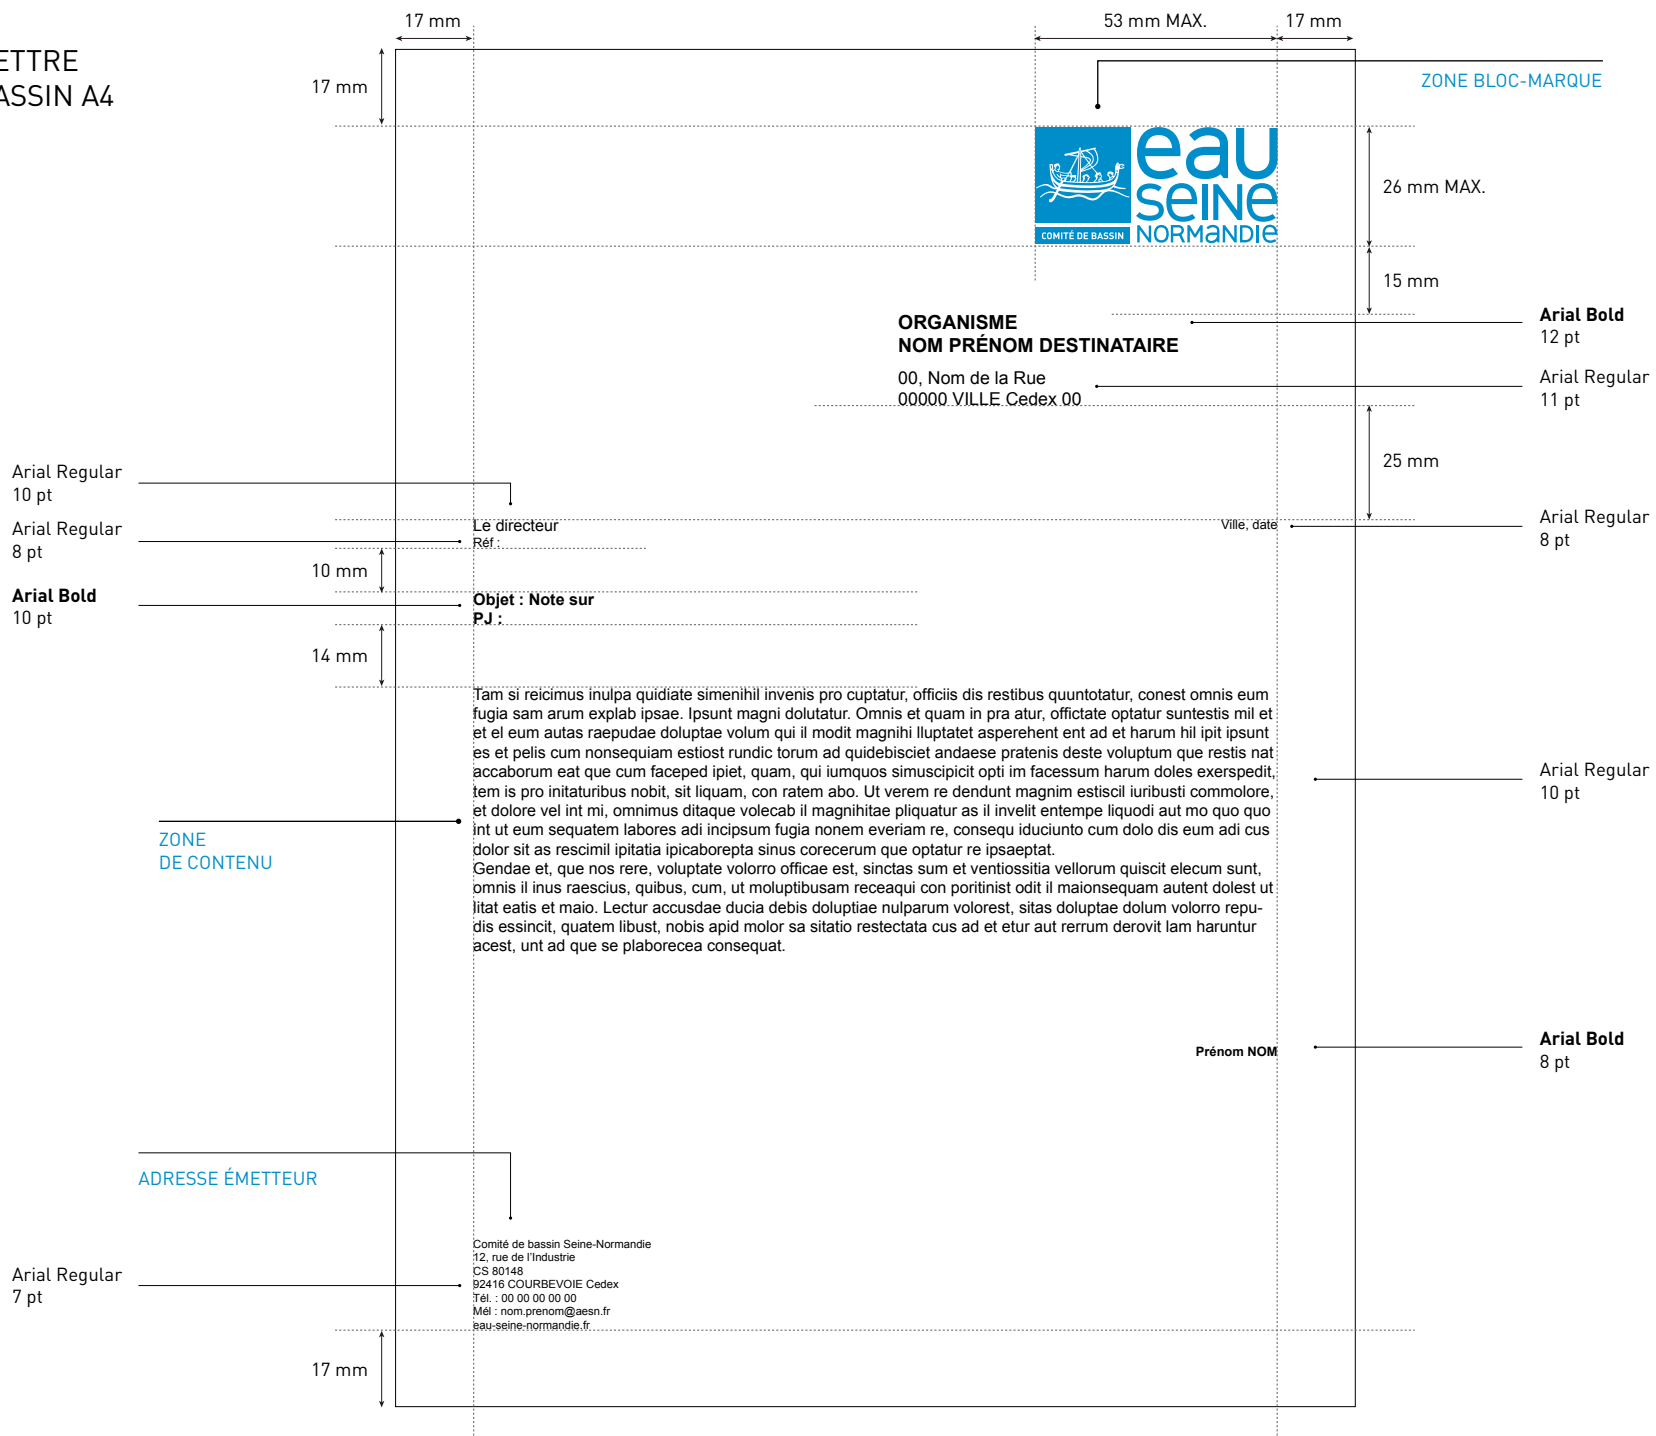 17 mm
53 mm MAX.
17 mm
ETTRE
ASSIN A4
17 mm
ZONE BLOC-MARQUE
eau
SEINE
NORMANDIE
COMITÉ DE BASSIN
26 mm MAX.
15 mm
ORGANISME
NOM PRÉNOM DESTINATAIRE
Arial Bold
12 pt
00, Nom de la Rue
00000 VILLE Cedex 00
Arial Regular
11 pt
25 mm
Arial Regular
10 pt
Arial Regular
8 pt
Le directeur
Réf :
Ville, date
Arial Regular
8 pt
10 mm
Arial Bold
10 pt
Objet : Note sur
PJ :
14 mm
Tam si reicimus inulpa quidiate simenihil invenis pro cuptatur, officiis dis restibus quuntotatur, conest omnis eum
fugia sam arum explab ipsae. Ipsunt magni dolutatur. Omnis et quam in pra atur, offictate optatur suntestis mil et
et el eum autas raepudae doluptae volum qui il modit magnihi lluptatet asperehent ent ad et harum hil ipit ipsunt
es et pelis cum nonsequiam estiost rundic torum ad quidebisciet andaese pratenis deste voluptum que restis nat
accaborum eat que cum faceped ipiet, quam, qui iumquos simuscipicit opti im facessum harum doles exerspedit,
tem is pro initaturibus nobit, sit liquam, con ratem abo. Ut verem re dendunt magnim estiscil iuribusti commolore,
et dolore vel int mi, omnimus ditaque volecab il magnihitae pliquatur as il invelit entempe liquodi aut mo quo quo
int ut eum sequatem labores adi incipsum fugia nonem everiam re, consequ iduciunto cum dolo dis eum adi cus
dolor sit as rescimil ipitatia ipicaborepta sinus corecerum que optatur re ipsaeptat.
Gendae et, que nos rere, voluptate volorro officae est, sinctas sum et ventiossitia vellorum quiscit elecum sunt,
omnis il inus raescius, quibus, cum, ut moluptibusam receaqui con poritinist odit il maionsequam autent dolest ut
litat eatis et maio. Lectur accusdae ducia debis doluptiae nulparum volorest, sitas doluptae dolum volorro repu-
dis essincit, quatem libust, nobis apid molor sa sitatio restectata cus ad et etur aut rerrum derovit lam haruntur
acest, unt ad que se plaborecea consequat.
Arial Regular
10 pt
ZONE
DE CONTENU
Prénom NOM
Arial Bold
8 pt
ADRESSE ÉMETTEUR
Comité de bassin Seine-Normandie
12, rue de l'Industrie
CS 80148
92416 COURBEVOIE Cedex
Tél. : 00 00 00 00 00
Mél : nom.prenom@aesn.fr
eau-seine-normandie.fr
Arial Regular
7 pt
17 mm